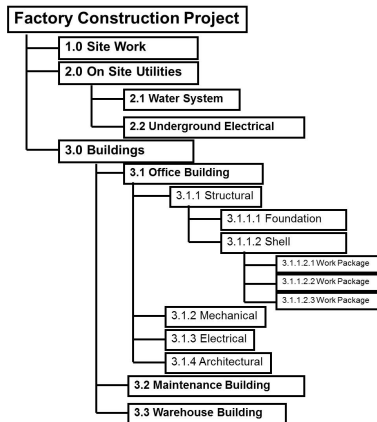 Factory Construction Project
1.0 Site Work
2.0 On Site Utilities
2.1 Water System
2.2 Underground Electrical
3.0 Buildings
3.1 Office Building
3.1.1 Structural
3.1.1.1 Foundation
3.1.1.2 Shell
3.1.1.2.1 Work Package
3.1.1.2.2 Work Package
3.1.1.2.3 Work Package
3.1.2 Mechanical
3.1.3 Electrical
3.1.4 Architectural
3.2 Maintenance Building
3.3 Warehouse Building